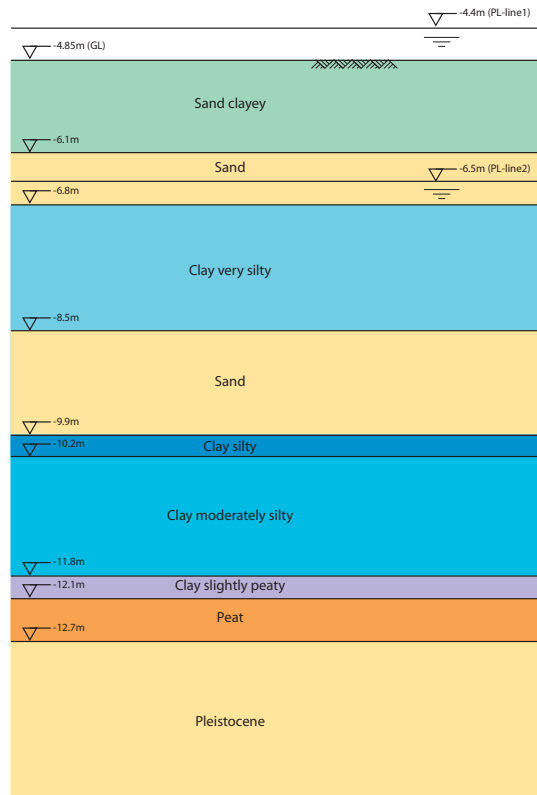 -4.4m (PL-line1)
-4.85m (GL)
Sand clayey
-6.1m
Sand
-6.5m (PL-line2)
-6.8m
Clay very silty
-8.5m
Sand
-9.9m
-10.2m
Clay silty
Clay moderately silty
-11.8m
-12.1m
Clay slightly peaty
Peat
-12.7m
Pleistocene